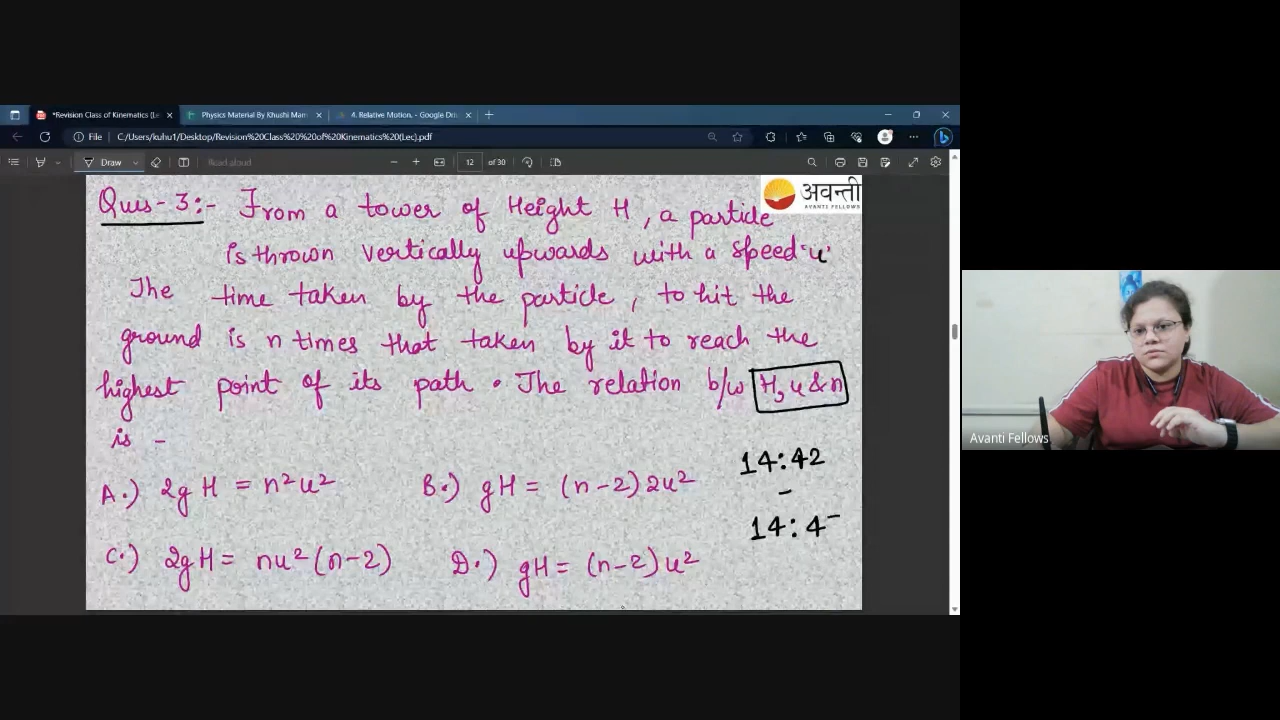 *Revision Class of Kinematics (Le
Physics Material By Khushi Mam
4. Relative Motion. - Google Driv
File
C:/Users/kuhu1/Desktop/Revision%20Class%20%20of%20Kinematics%20(Lec).pdf
Draw
Read aloud
12 of 30
अवन्ती
AVANTI FELLOWS
Ques-3:- From a tower of Height H, a particle
is thrown vertically upwards with a speed 'u'
The time taken by the particle, to hit the
ground is n times that taken by it to reach the
highest point of its path. The relation b/w H, u & n
is -
A.) 2gH = n²u²
B.) gH = (n-2)2u²
C.) 2gH = nu²(n-2)
D.) gH = (n-2)u²
14:42
-
14:4
Avanti Fellows